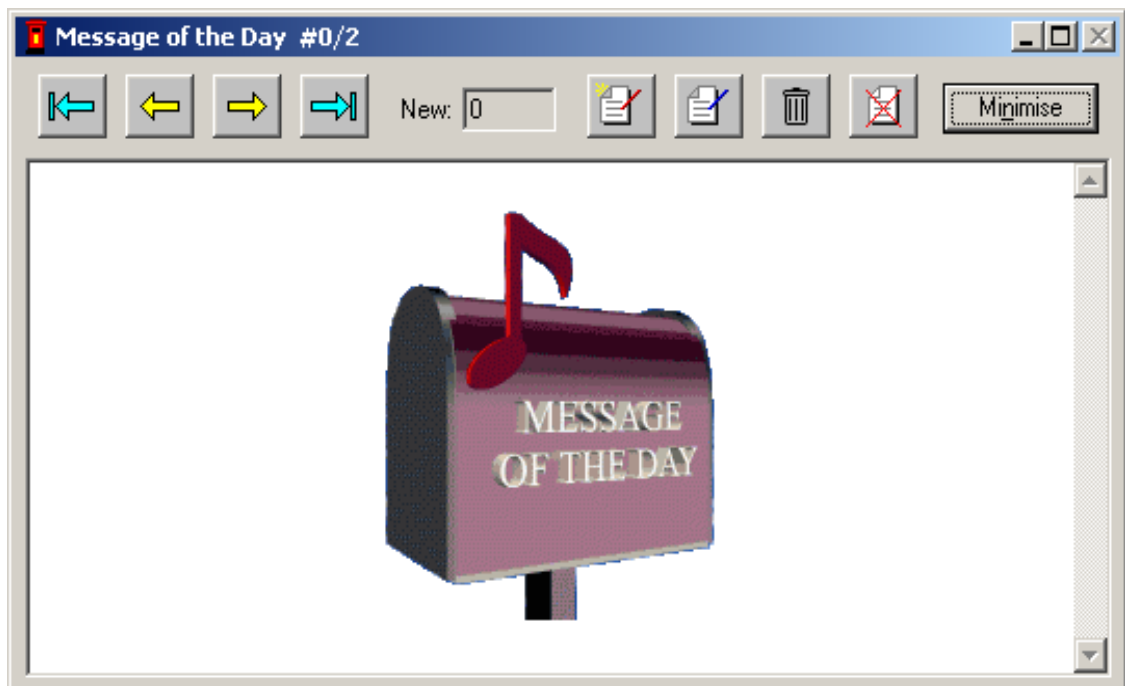 Message of the Day #0/2
New: 0 Minimise
MESSAGE
OF THE DAY